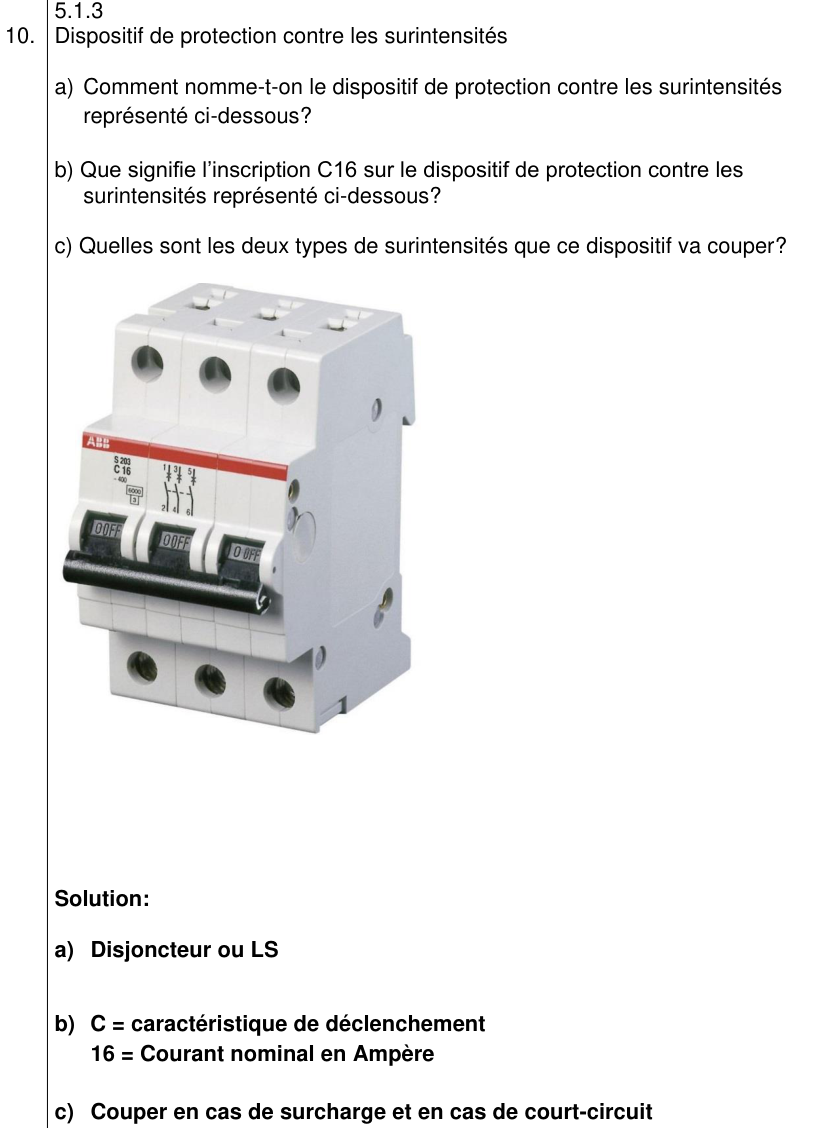 5.1.3
10. Dispositif de protection contre les surintensités
a) Comment nomme-t-on le dispositif de protection contre les surintensités
représenté ci-dessous?
b) Que signifie l'inscription C16 sur le dispositif de protection contre les
surintensités représenté ci-dessous?
c) Quelles sont les deux types de surintensités que ce dispositif va couper?
ABB
S 203
C 16
~ 400
6000
3
1 3 5
2 4 6
O OFF O OFF O OFF
Solution:
a) Disjoncteur ou LS
b) C = caractéristique de déclenchement
16 = Courant nominal en Ampère
c) Couper en cas de surcharge et en cas de court-circuit